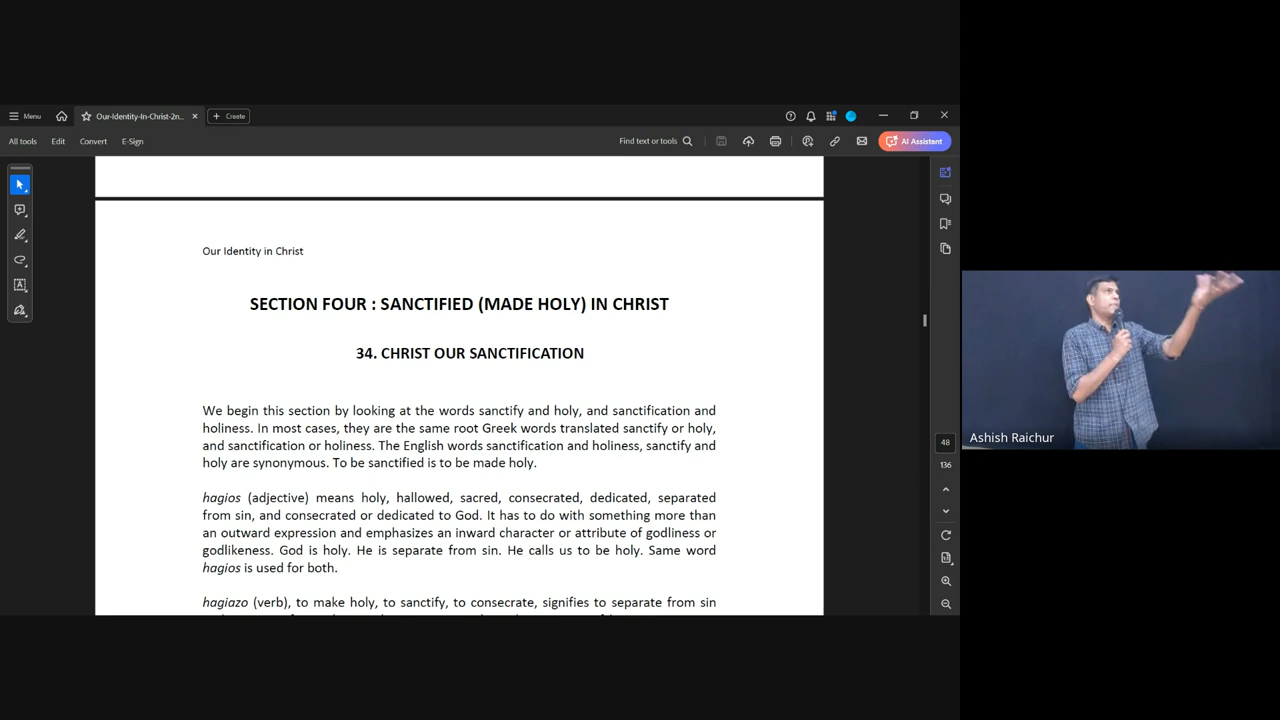 Menu
Our-Identity-In-Christ-2n...
Create
All tools
Edit
Convert
E-Sign
Find text or tools
AI Assistant
Our Identity in Christ
SECTION FOUR : SANCTIFIED (MADE HOLY) IN CHRIST
34. CHRIST OUR SANCTIFICATION
We begin this section by looking at the words sanctify and holy, and sanctification and
holiness. In most cases, they are the same root Greek words translated sanctify or holy,
and sanctification or holiness. The English words sanctification and holiness, sanctify and
holy are synonymous. To be sanctified is to be made holy.
hagios (adjective) means holy, hallowed, sacred, consecrated, dedicated, separated
from sin, and consecrated or dedicated to God. It has to do with something more than
an outward expression and emphasizes an inward character or attribute of godliness or
godlikeness. God is holy. He is separate from sin. He calls us to be holy. Same word
hagios is used for both.
hagiazo (verb), to make holy, to sanctify, to consecrate, signifies to separate from sin
48
136
Ashish Raichur